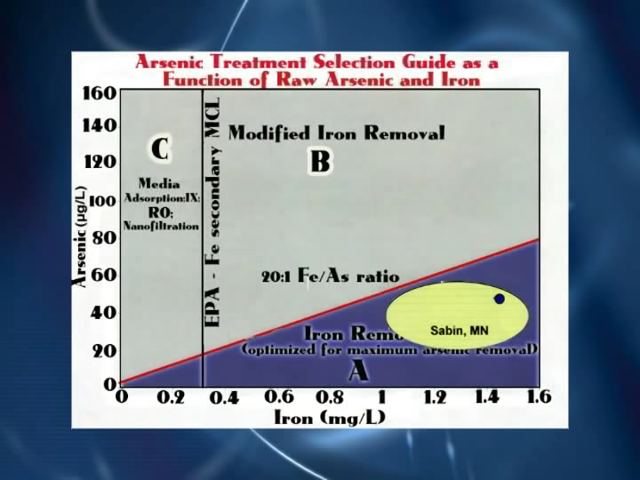 Arsenic Treatment Selection Guide as a
Function of Raw Arsenic and Iron
160
140
120
100
80
60
40
20
0
Arsenic (µg/L)
C
Media
Adsorption:IX:
RO;
Nanofiltration
EPA - Fe secondary MCL
Modified Iron Removal
B
20:1 Fe/As ratio
Sabin, MN
Iron Remo
(optimized for maximum arsenic removal)
A
0 0.2 0.4 0.6 0.8 1 1.2 1.4 1.6
Iron (mg/L)